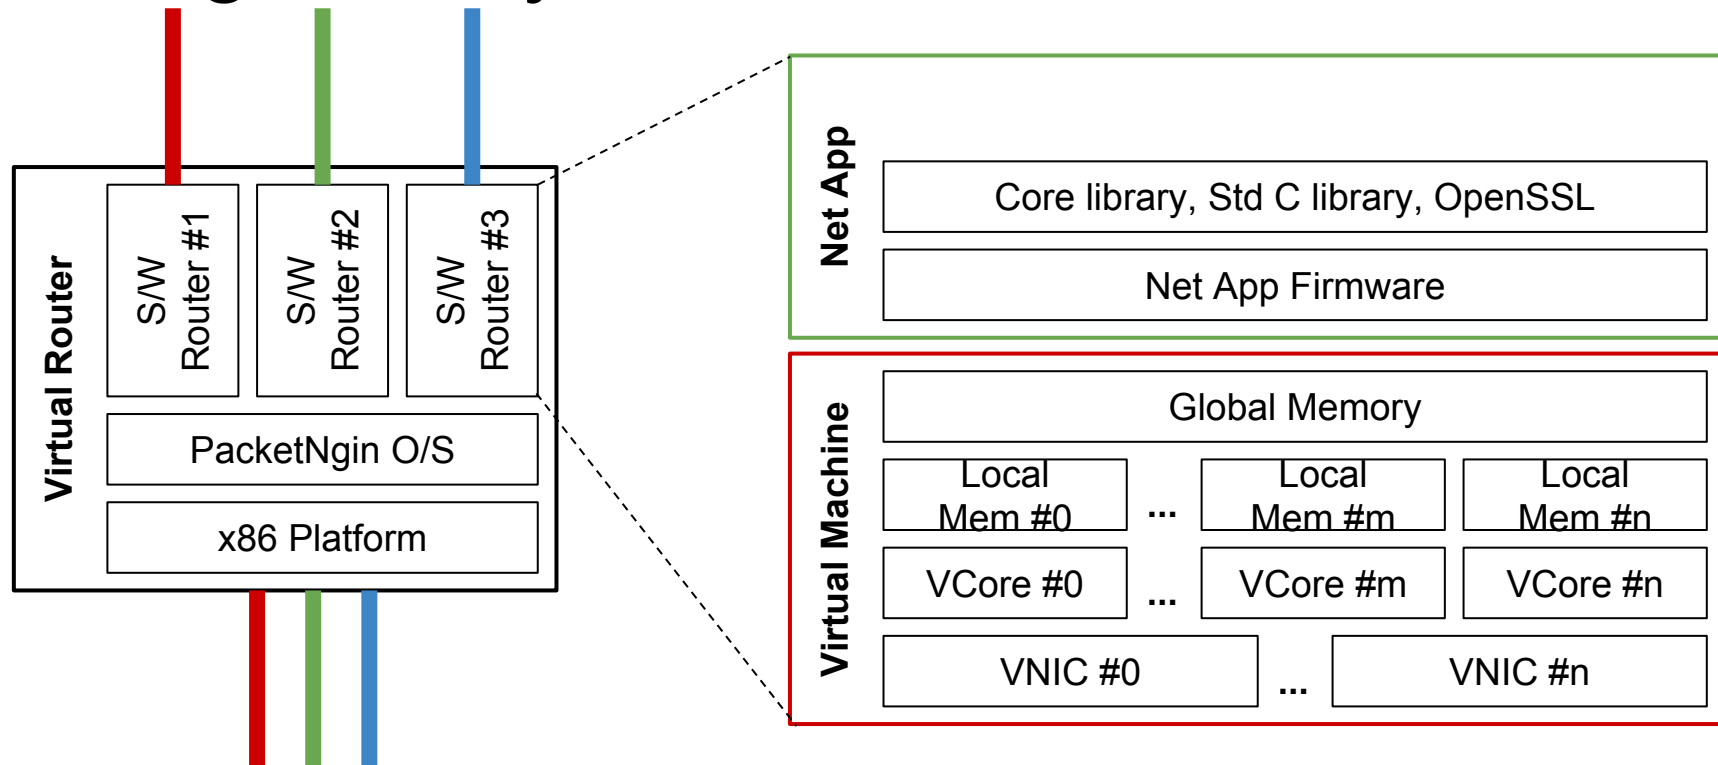 Virtual Router
S/W
Router #1
S/W
Router #2
S/W
Router #3
PacketNgin O/S
x86 Platform
Net App
Core library, Std C library, OpenSSL
Net App Firmware
Virtual Machine
Global Memory
Local
Mem #0
...
Local
Mem #m
Local
Mem #n
VCore #0
...
VCore #m
VCore #n
VNIC #0
...
VNIC #n